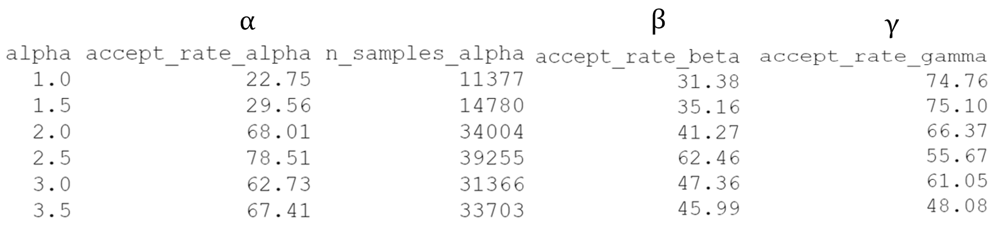 α β γ
alpha accept_rate_alpha n_samples_alpha accept_rate_beta accept_rate_gamma
1.0 22.75 11377 31.38 74.76
1.5 29.56 14780 35.16 75.10
2.0 68.01 34004 41.27 66.37
2.5 78.51 39255 62.46 55.67
3.0 62.73 31366 47.36 61.05
3.5 67.41 33703 45.99 48.08